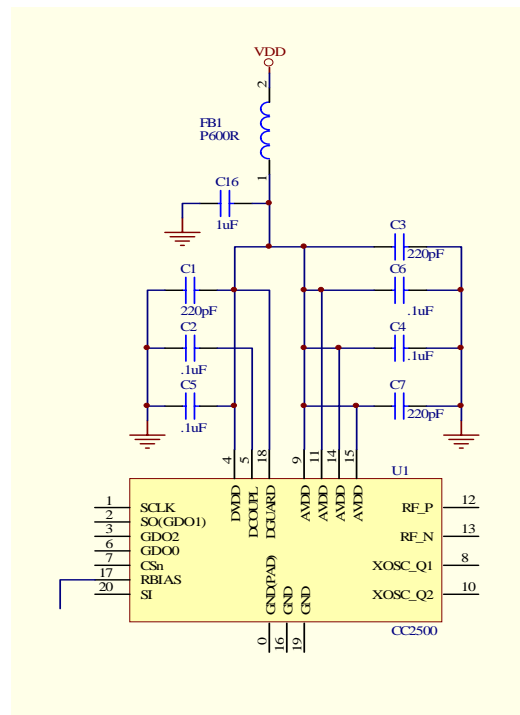 VDD
2
FB1
P600R
1
C16
1uF
C3
220pF
C1
220pF
C6
.1uF
C2
.1uF
C4
.1uF
C5
.1uF
C7
220pF
4
5
18
9
11
14
15
U1
DVDD
DCOUPL
DGUARD
AVDD
AVDD
AVDD
AVDD
1 SCLK
2 SO(GDO1)
3 GDO2
6 GDO0
7 CSn
17 RBIAS
20 SI
RF_P 12
RF_N 13
XOSC_Q1 8
XOSC_Q2 10
GND(PAD)
GND
GND
0
16
19
CC2500